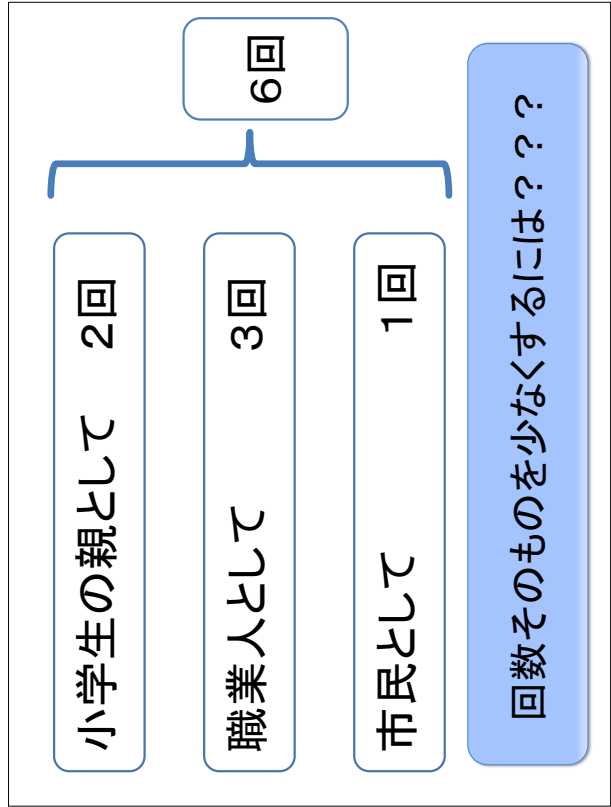 小学生の親として　２回
職業人として　３回
市民として　１回
６回
回数そのものを少なくするには？？？